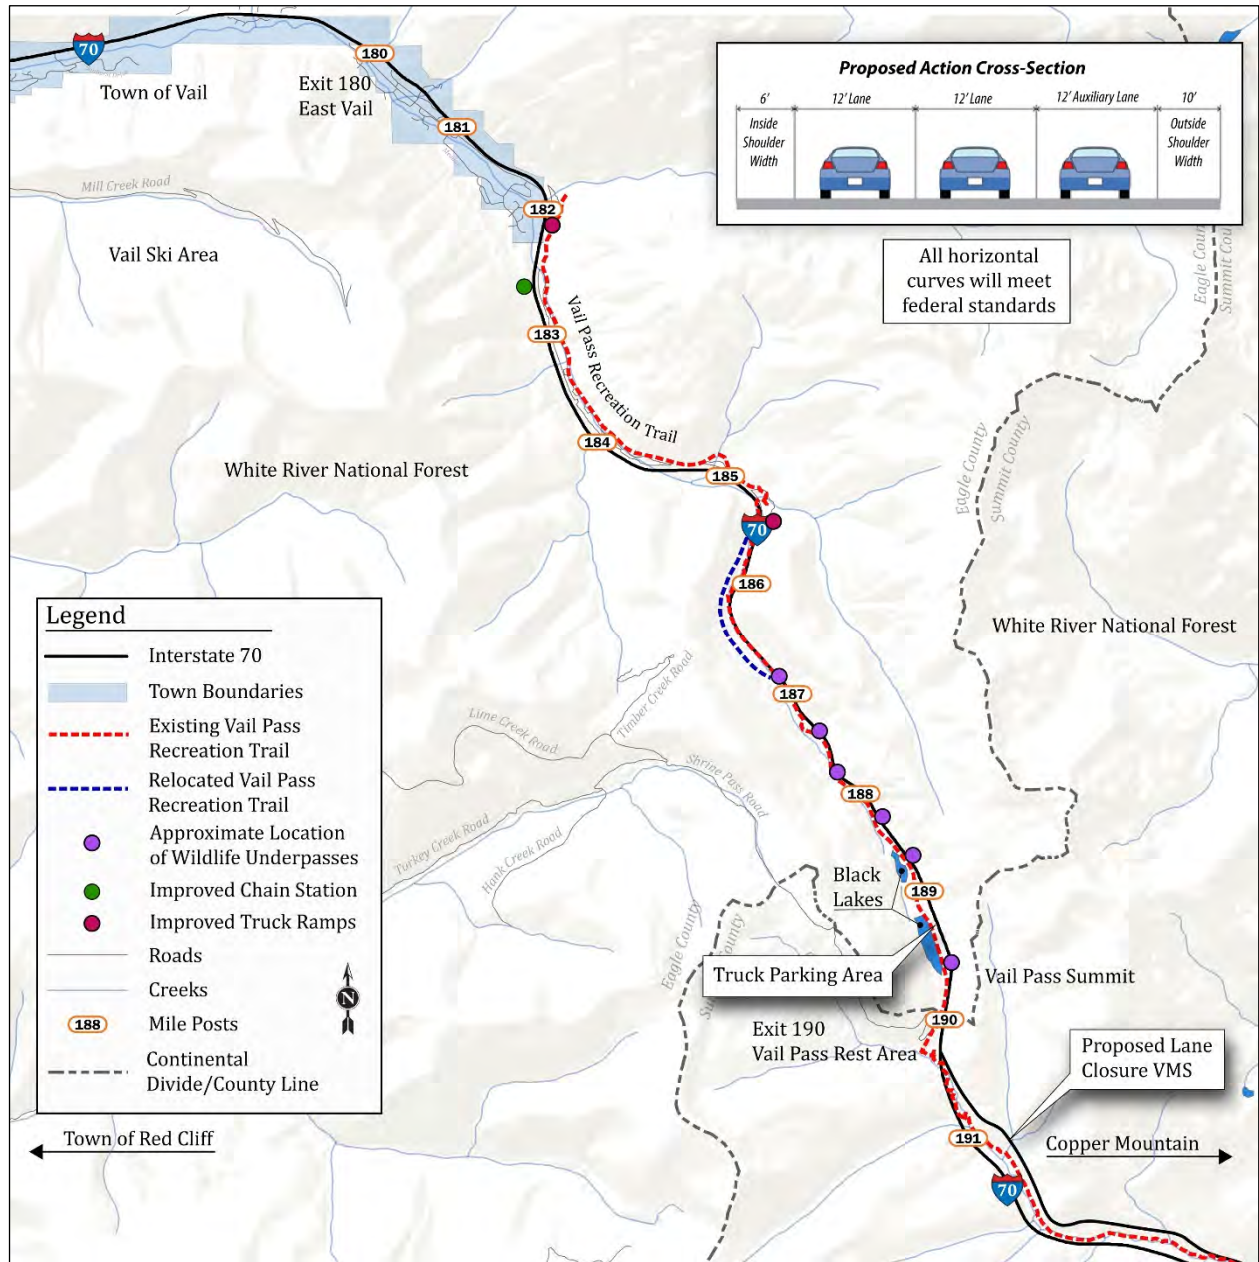 70
180
Town of Vail
Exit 180
East Vail
181
Mill Creek Road
182
Vail Ski Area
183
Vail Pass Recreation Trail
184
White River National Forest
185
70
186
187
188
189
190
191
70
Proposed Action Cross-Section
6'
12' Lane
12' Lane
12' Auxiliary Lane
10'
Inside
Shoulder
Width
Outside
Shoulder
Width
All horizontal
curves will meet
federal standards
Eagle County
Summit County
White River National Forest
Lime Creek Road
Timber Creek Road
Shrine Pass Road
Turkey Creek Road
Hank Creek Road
Eagle County
Black
Lakes
Truck Parking Area
Vail Pass Summit
Exit 190
Vail Pass Rest Area
Proposed Lane
Closure VMS
Copper Mountain
Town of Red Cliff
Legend
Interstate 70
Town Boundaries
Existing Vail Pass
Recreation Trail
Relocated Vail Pass
Recreation Trail
Approximate Location
of Wildlife Underpasses
Improved Chain Station
Improved Truck Ramps
Roads
Creeks
N
188
Mile Posts
Continental
Divide/County Line